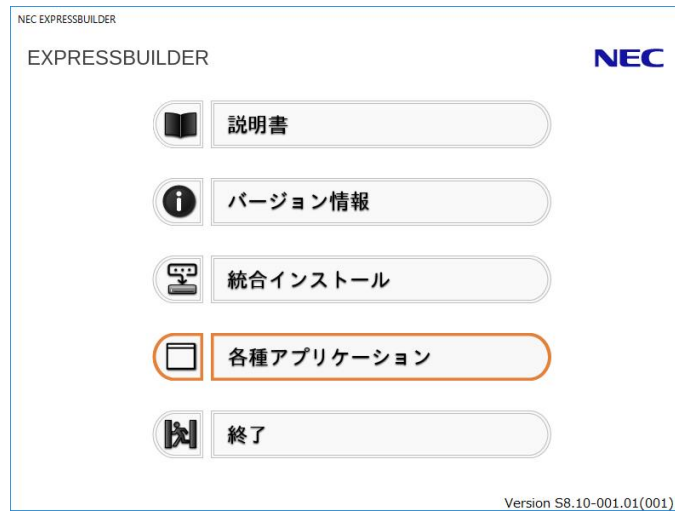 NEC EXPRESSBUILDER
EXPRESSBUILDER
NEC
説明書
バージョン情報
統合インストール
各種アプリケーション
終了
Version S8.10-001.01(001)